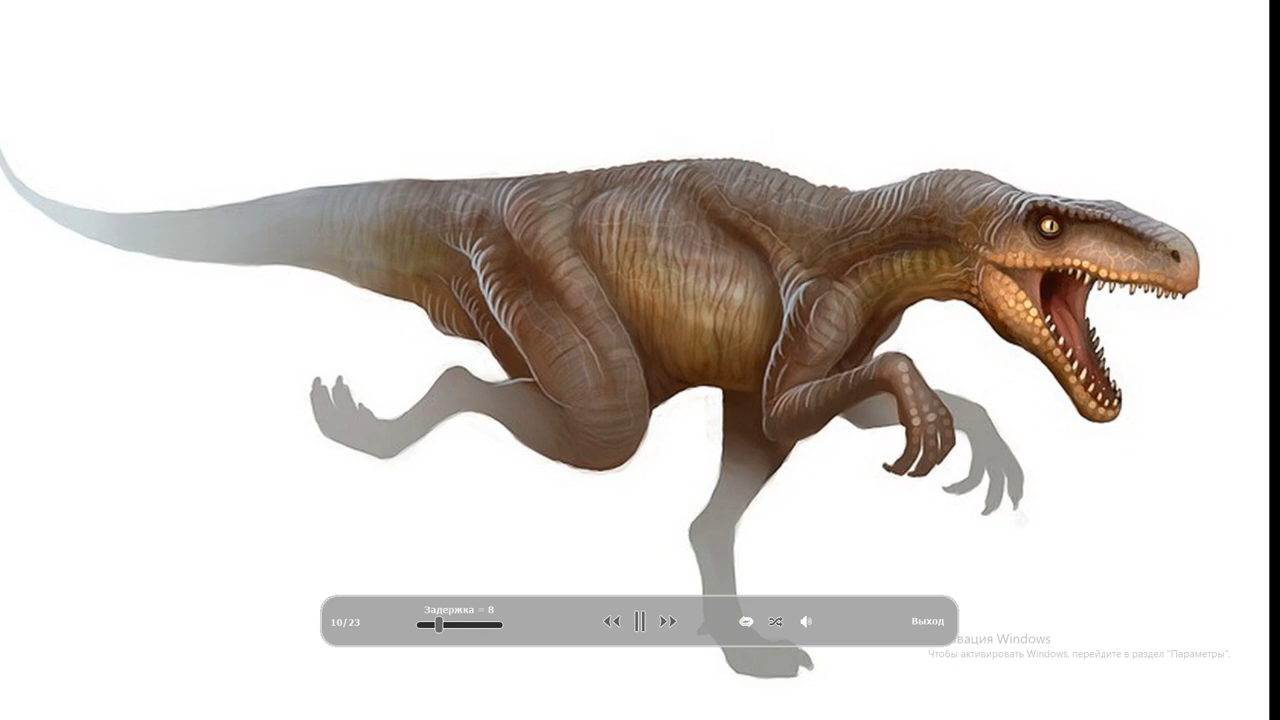 Задержка = 8
10/23
Выход
вация Windows
Чтобы активировать Windows, перейдите в раздел "Параметры".